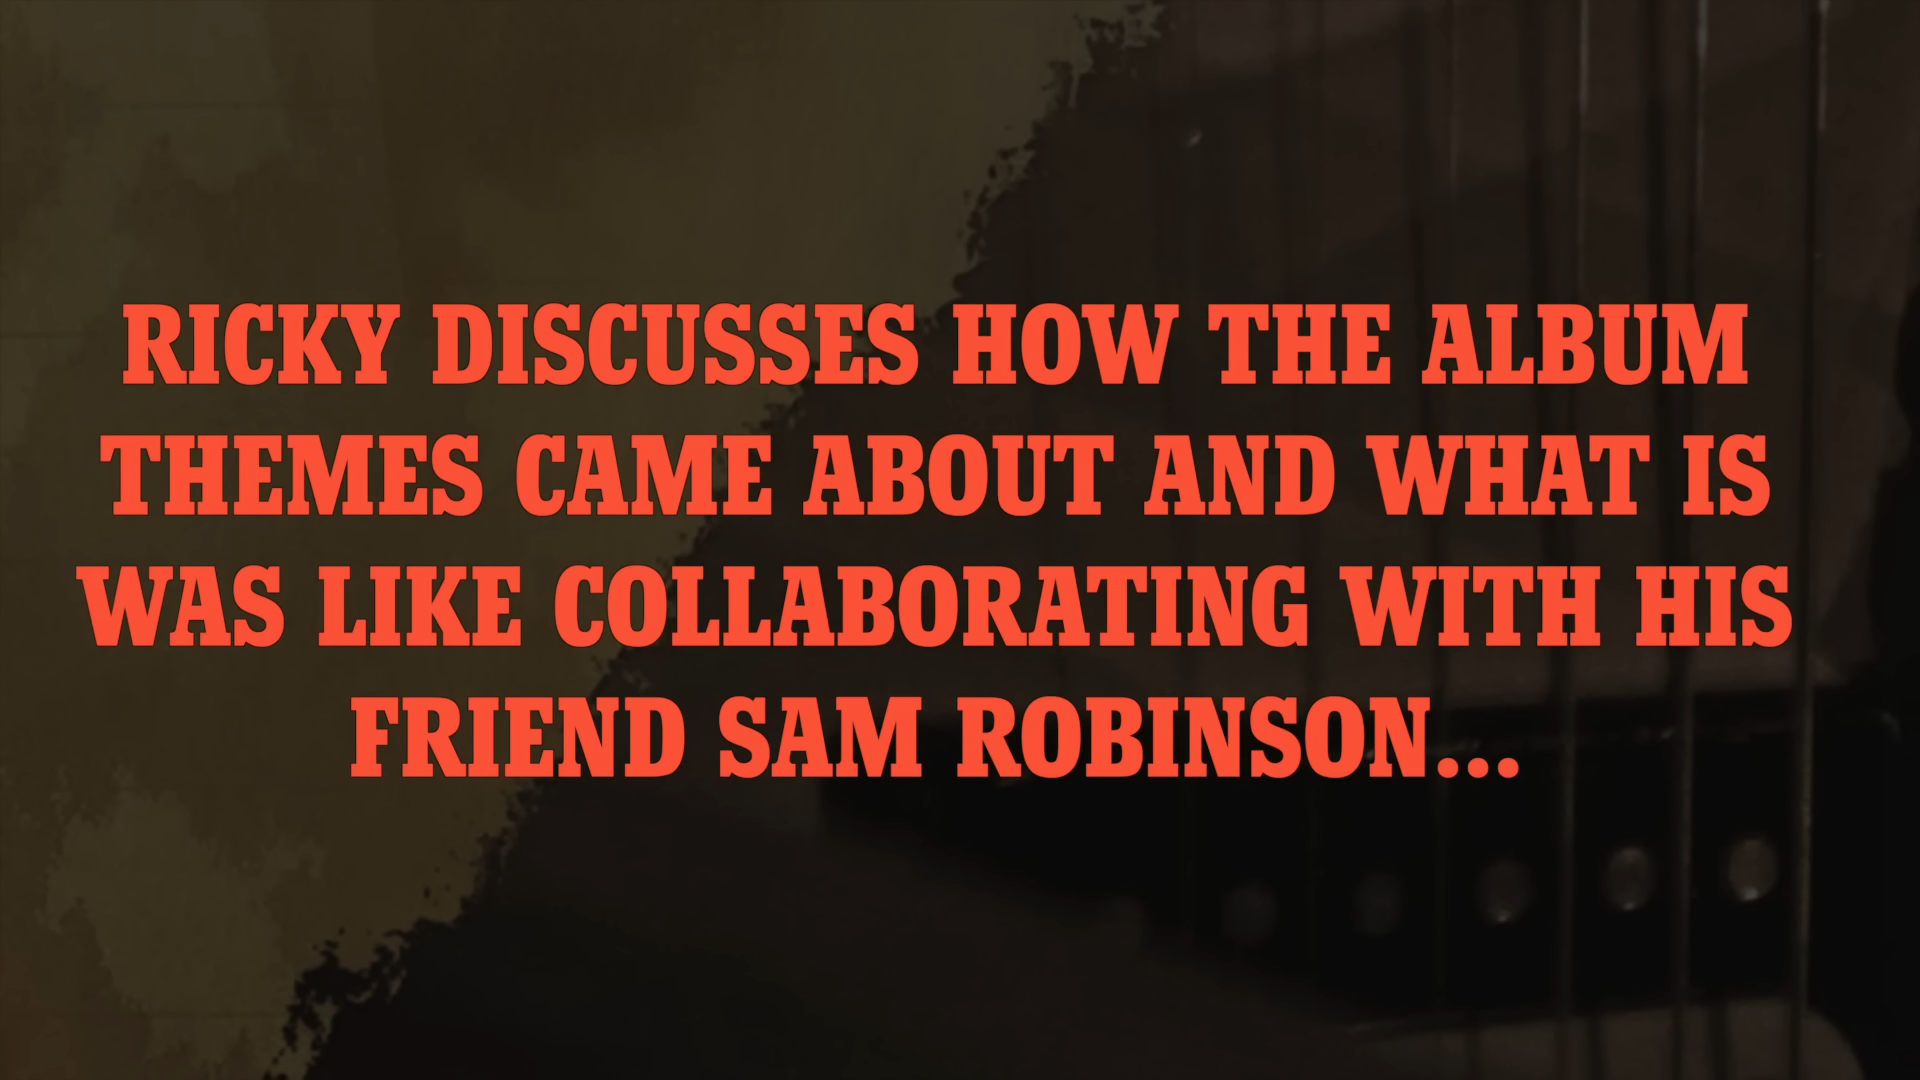 RICKY DISCUSSES HOW THE ALBUM
THEMES CAME ABOUT AND WHAT IS
WAS LIKE COLLABORATING WITH HIS
FRIEND SAM ROBINSON...